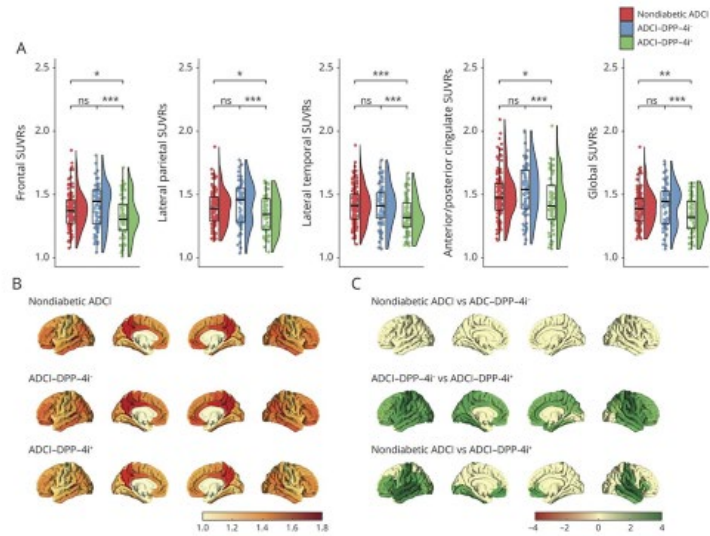 Nondiabetic ADCI
ADCI–DPP–4i⁻
ADCI–DPP–4i⁺
A
2.5
2.0
1.5
1.0
Frontal SUVRs
*
ns
***
2.5
2.0
1.5
1.0
Lateral parietal SUVRs
*
ns
***
2.5
2.0
1.5
1.0
Lateral temporal SUVRs
***
ns
***
2.5
2.0
1.5
1.0
Anterior/posterior cingulate SUVRs
*
ns
***
2.5
2.0
1.5
1.0
Global SUVRs
**
ns
***
B
Nondiabetic ADCI
ADCI–DPP–4i⁻
ADCI–DPP–4i⁺
1.0 1.2 1.4 1.6 1.8
C
Nondiabetic ADCI vs ADC–DPP–4i⁻
ADCI–DPP–4i⁻ vs ADCI–DPP–4i⁺
Nondiabetic ADCI vs ADCI–DPP–4i⁺
−4 −2 0 2 4